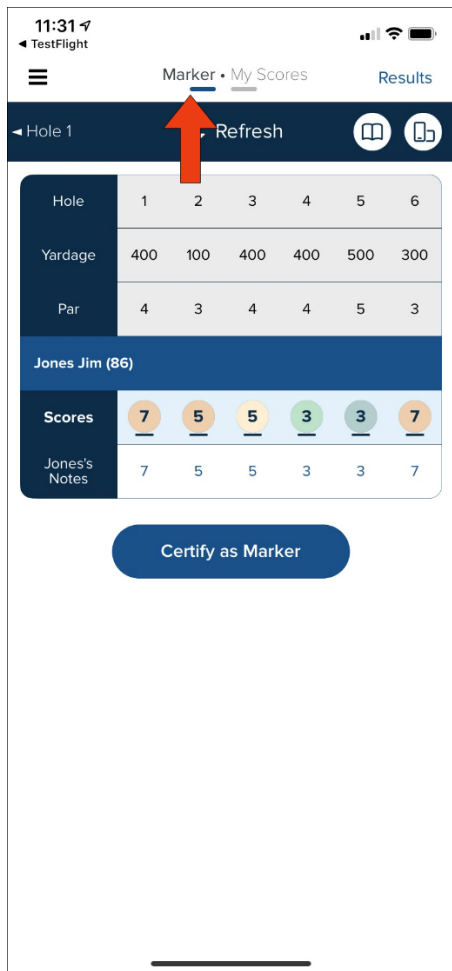 11:31
◄ TestFlight
Marker • My Scores
Results
◄ Hole 1
Refresh
Hole 1 2 3 4 5 6
Yardage 400 100 400 400 500 300
Par 4 3 4 4 5 3
Jones Jim (86)
Scores 7 5 5 3 3 7
Jones's
Notes 7 5 5 3 3 7
Certify as Marker